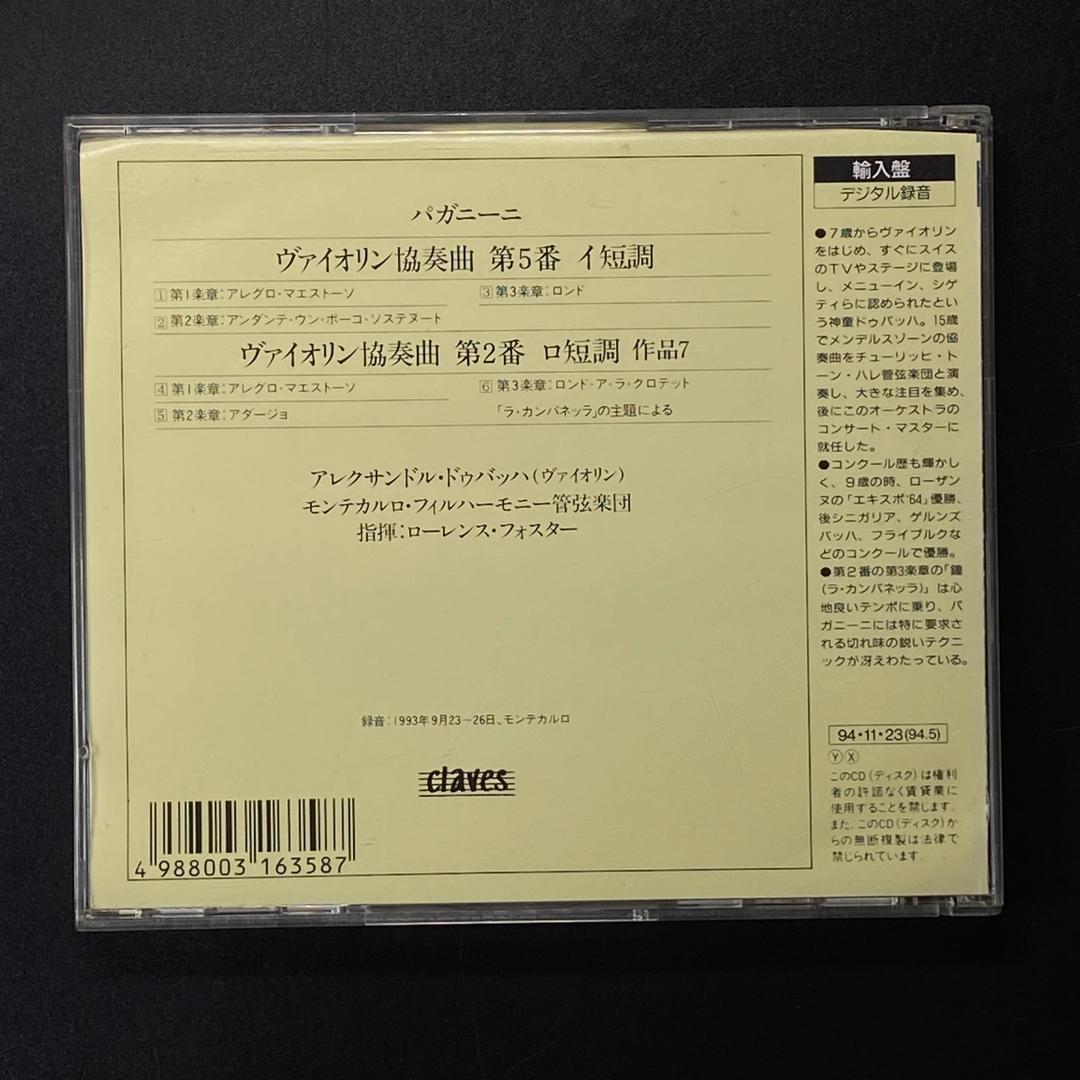 パガニーニ
ヴァイオリン協奏曲 第5番 イ短調
1 第1楽章:アレグロ・マエストーソ
3 第3楽章:ロンド
2 第2楽章:アンダンテ・ウン・ポーコ・ソステヌート
ヴァイオリン協奏曲 第2番 ロ短調 作品7
4 第1楽章:アレグロ・マエストーソ
6 第3楽章:ロンド・ア・ラ・クロテット
5 第2楽章:アダージョ
「ラ・カンパネッラ」の主題による
アレクサンドル・ドゥバッハ(ヴァイオリン)
モンテカルロ・フィルハーモニー管弦楽団
指揮:ローレンス・フォスター
録音:1993年9月23〜26日、モンテカルロ
claves
4 988003 163587
輸入盤
デジタル録音
●7歳からヴァイオリン
をはじめ、すぐにスイス
のTVやステージに登場
し、メニューイン、シゲ
ティらに認められたとい
う神童ドゥバッハ。15歳
でメンデルスゾーンの協
奏曲をチューリッヒ・ト
ーン・ハレ管弦楽団と演
奏し、大きな注目を集め、
後にこのオーケストラの
コンサート・マスターに
就任した。
●コンクール歴も輝かし
く、9歳の時、ローザン
ヌの「エキスポ'64」優勝、
後シニガリア、ゲルンズ
バッハ、フライブルクな
どのコンクールで優勝。
●第2番の第3楽章の「鐘
(ラ・カンパネッラ)」は心
地良いテンポに乗り、パ
ガニーニには特に要求さ
れる切れ味の鋭いテクニ
ックが冴えわたっている。
94・11・23(94.5)
Ⓨ Ⓧ
このCD(ディスク)は権利
者の許諾なく賃貸業に
使用することを禁じます。
また、このCD(ディスク)か
らの無断複製は法律で
禁じられています。